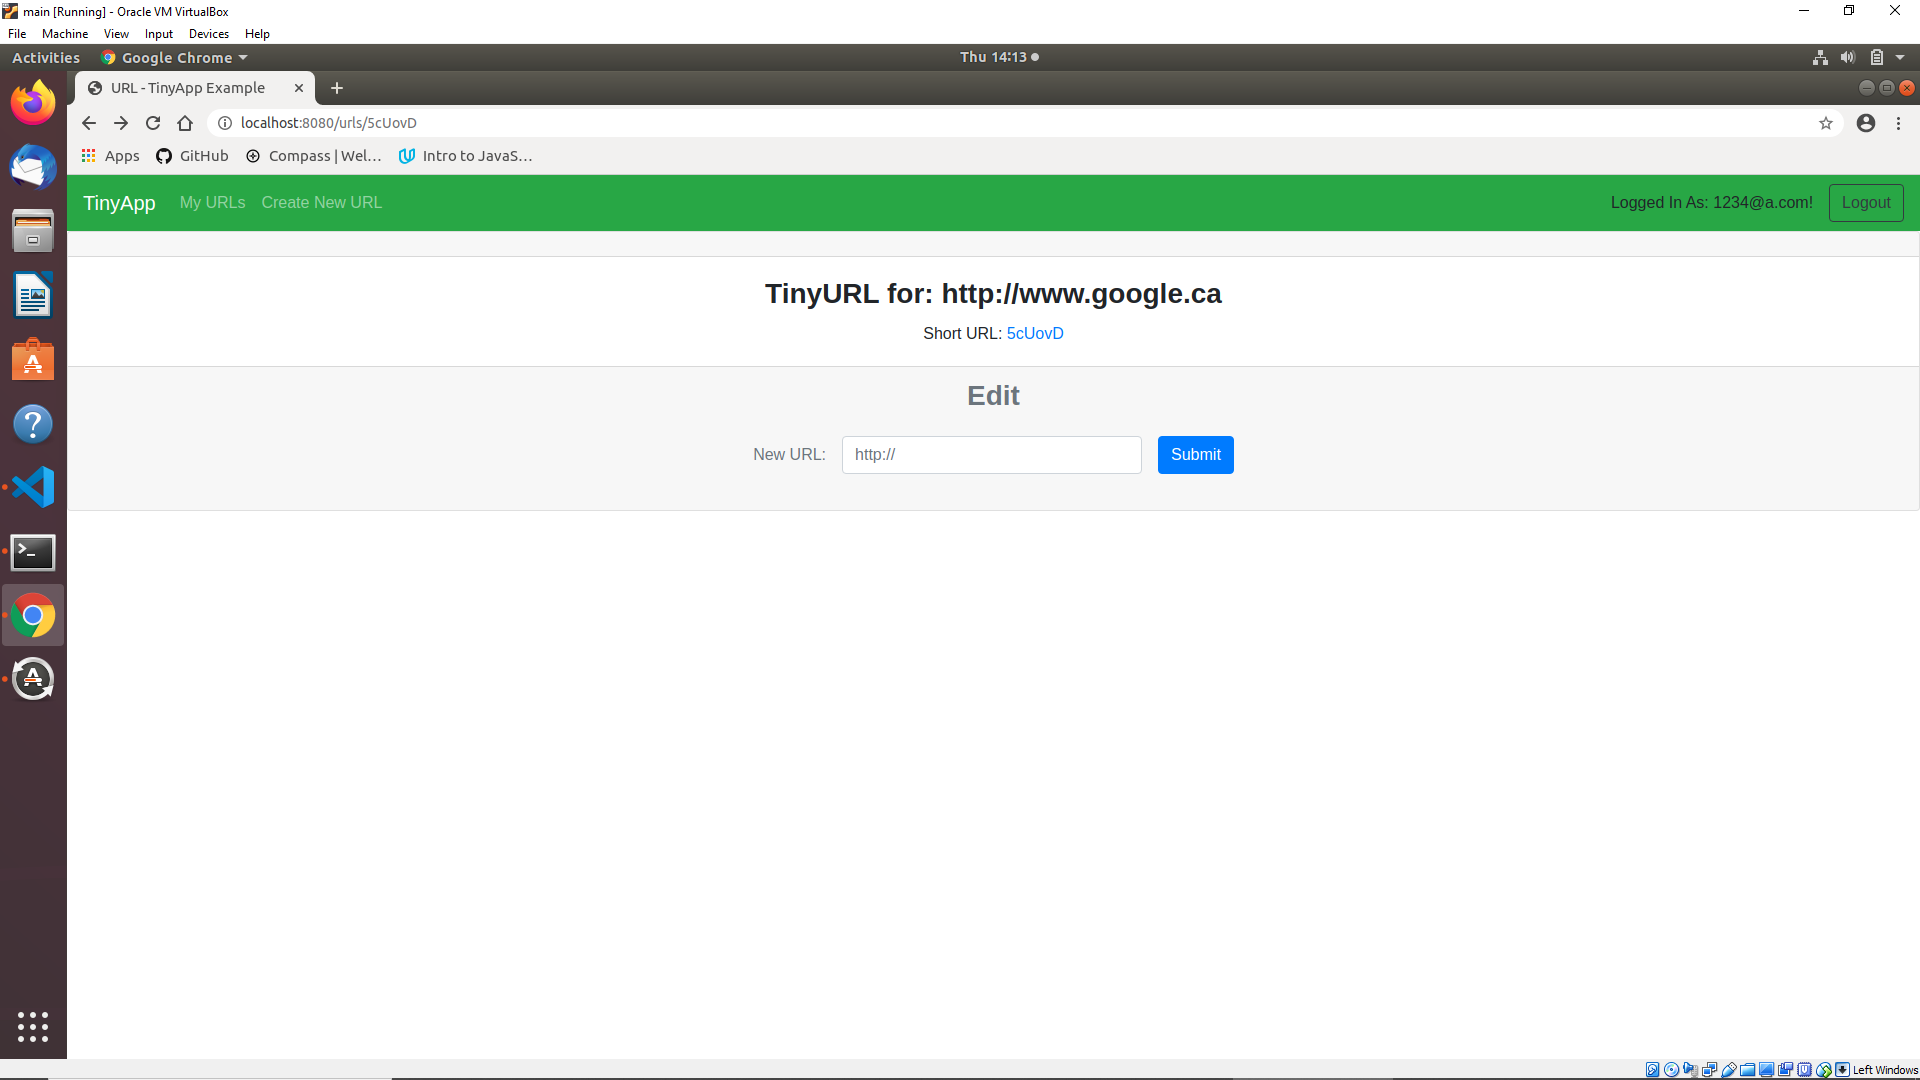 main [Running] - Oracle VM VirtualBox
File Machine View Input Devices Help
Activities Google Chrome Thu 14:13
URL - TinyApp Example
localhost:8080/urls/5cUovD
Apps GitHub Compass | Wel... Intro to JavaS...
TinyApp My URLs Create New URL Logged In As: 1234@a.com! Logout
TinyURL for: http://www.google.ca
Short URL: 5cUovD
Edit
New URL: http:// Submit
Left Windows